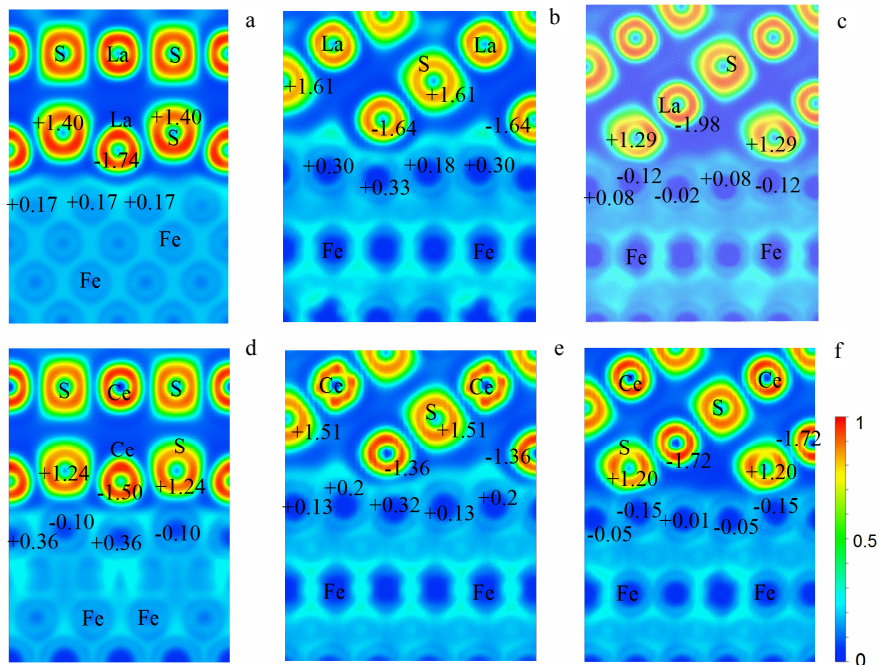 a
S La S
+1.40 La +1.40
S
-1.74
+0.17 +0.17 +0.17
Fe
Fe
b
La La
S
+1.61 +1.61
-1.64 -1.64
+0.30 +0.18 +0.30
+0.33
Fe Fe
c
S
La
-1.98
+1.29 +1.29
-0.12 +0.08 -0.12
+0.08 -0.02
Fe Fe
d
S Ce S
Ce S
+1.24 -1.50 +1.24
-0.10 -0.10
+0.36 +0.36
Fe Fe
e
Ce Ce
S
+1.51 +1.51
-1.36 -1.36
+0.2 +0.2
+0.13 +0.32 +0.13
Fe Fe
f
Ce Ce
S
S -1.72 -1.72
+1.20 +1.20
-0.15 +0.01 -0.15
-0.05 -0.05
Fe Fe
1
0.5
0